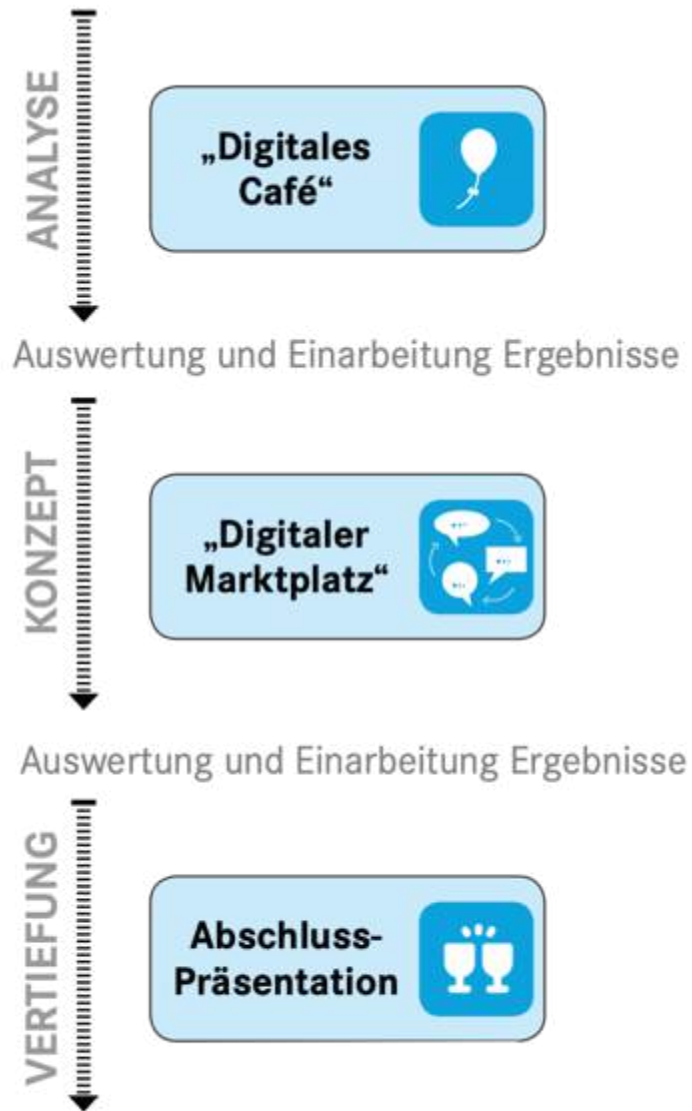 ANALYSE
„Digitales
Café“
Auswertung und Einarbeitung Ergebnisse
KONZEPT
„Digitaler
Marktplatz“
Auswertung und Einarbeitung Ergebnisse
VERTIEFUNG
Abschluss-
Präsentation